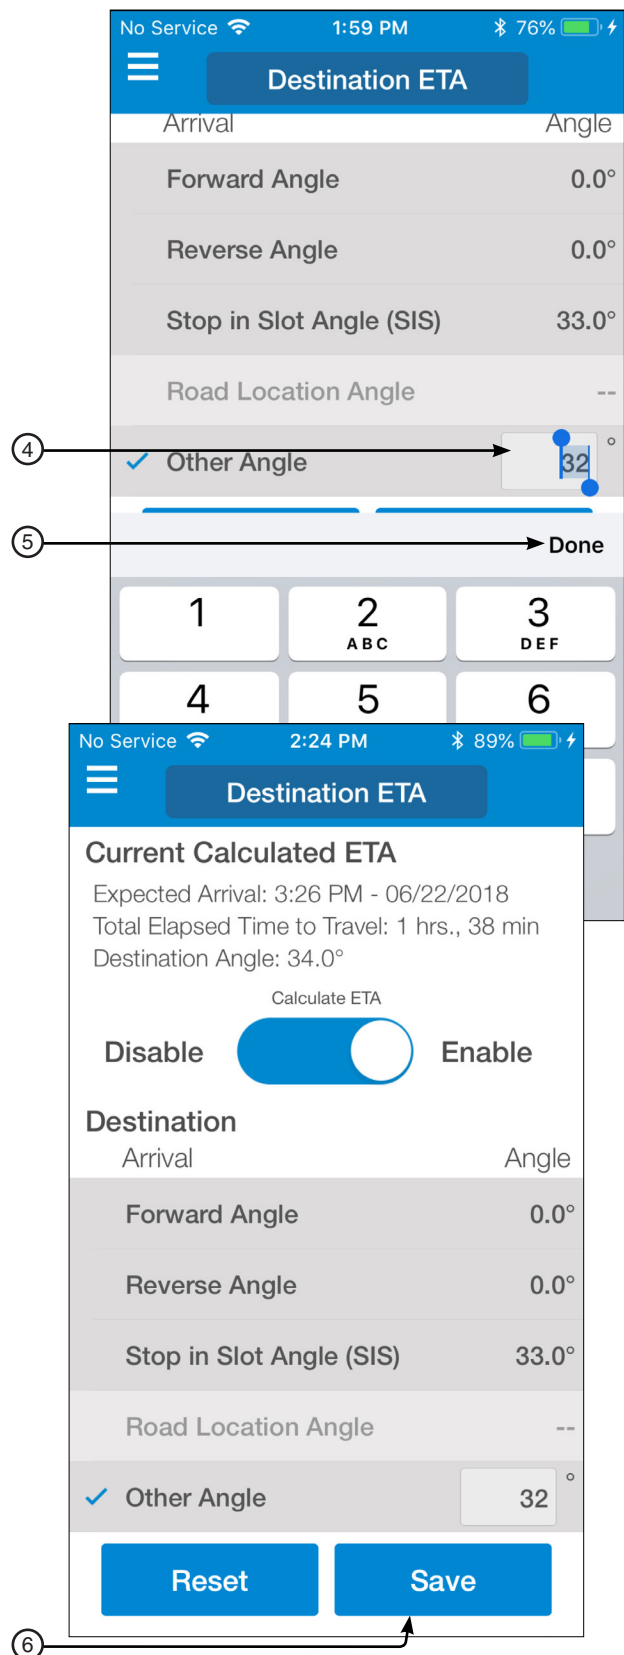 No Service 1:59 PM 76%
Destination ETA
Arrival Angle
Forward Angle 0.0°
Reverse Angle 0.0°
Stop in Slot Angle (SIS) 33.0°
Road Location Angle --
4
Other Angle 32 °
5
Done
1 2 3
ABC DEF
4 5 6
No Service 2:24 PM 89%
Destination ETA
Current Calculated ETA
Expected Arrival: 3:26 PM - 06/22/2018
Total Elapsed Time to Travel: 1 hrs., 38 min
Destination Angle: 34.0°
Calculate ETA
Disable Enable
Destination
Arrival Angle
Forward Angle 0.0°
Reverse Angle 0.0°
Stop in Slot Angle (SIS) 33.0°
Road Location Angle --
Other Angle 32 °
Reset Save
6